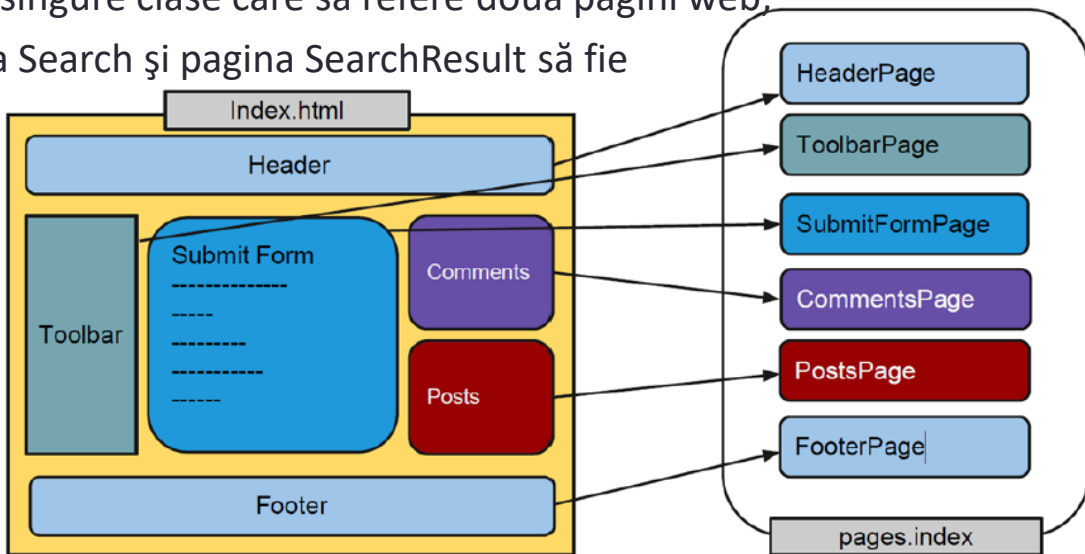 singure clase care să refere două pagini web,
a Search şi pagina SearchResult să fie
Index.html
Header
Toolbar
Submit Form
--------------
-----
---------
-----------
------
Comments
Posts
Footer
HeaderPage
ToolbarPage
SubmitFormPage
CommentsPage
PostsPage
FooterPage
pages.index